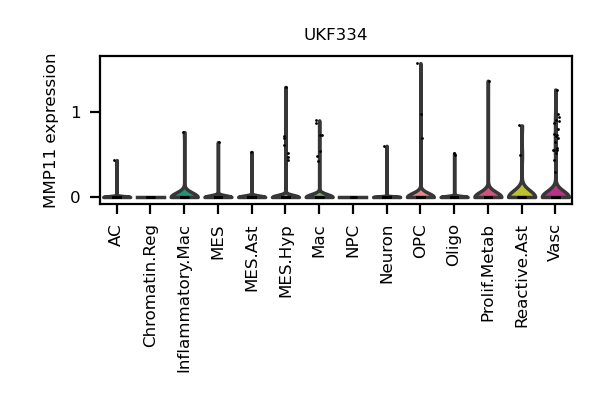 UKF334
MMP11 expression
1
0
AC
Chromatin.Reg
Inflammatory.Mac
MES
MES.Ast
MES.Hyp
Mac
NPC
Neuron
OPC
Oligo
Prolif.Metab
Reactive.Ast
Vasc